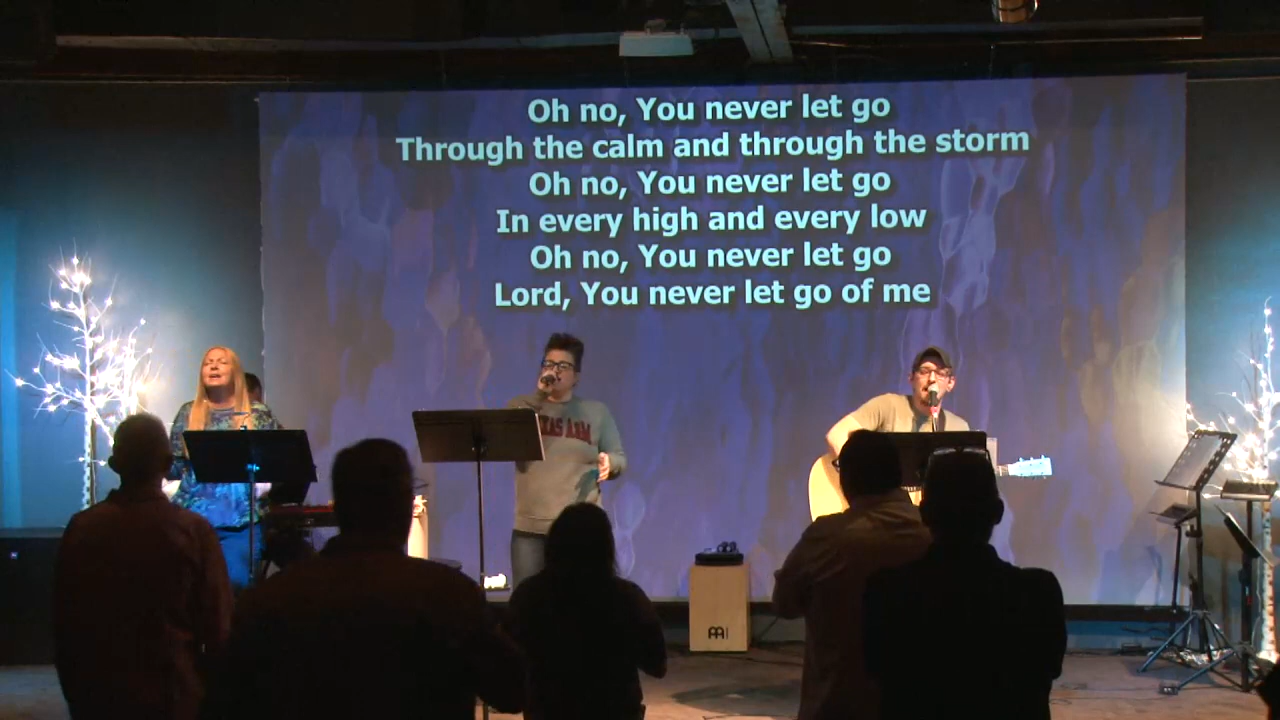 Oh no, You never let go
Through the calm and through the storm
Oh no, You never let go
In every high and every low
Oh no, You never let go
Lord, You never let go of me
A&M